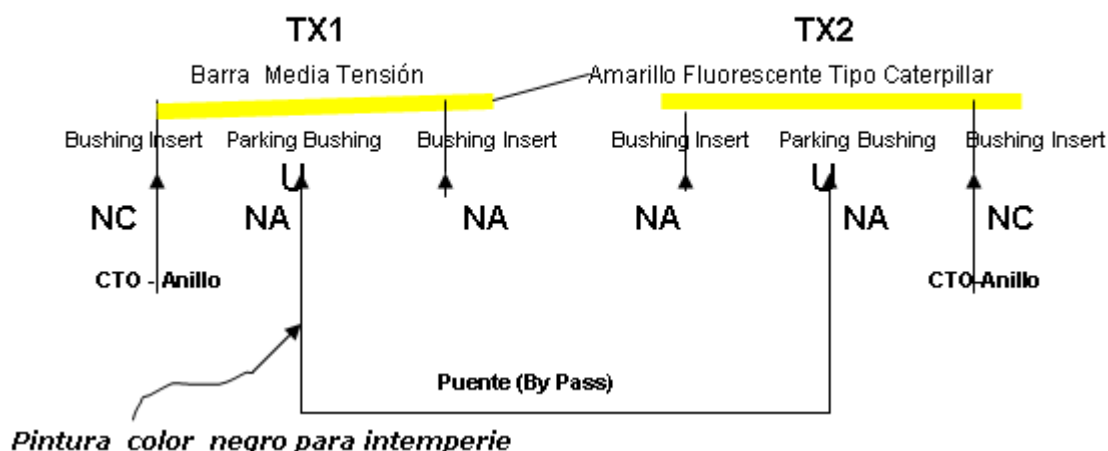 TX1 TX2
Barra Media Tensión Amarillo Fluorescente Tipo Caterpillar
Bushing Insert Parking Bushing Bushing Insert Bushing Insert Parking Bushing Bushing Insert
U U
NC NA NA NA NA NC
CTO - Anillo CTO-Anillo
Puente (By Pass)
Pintura color negro para intemperie